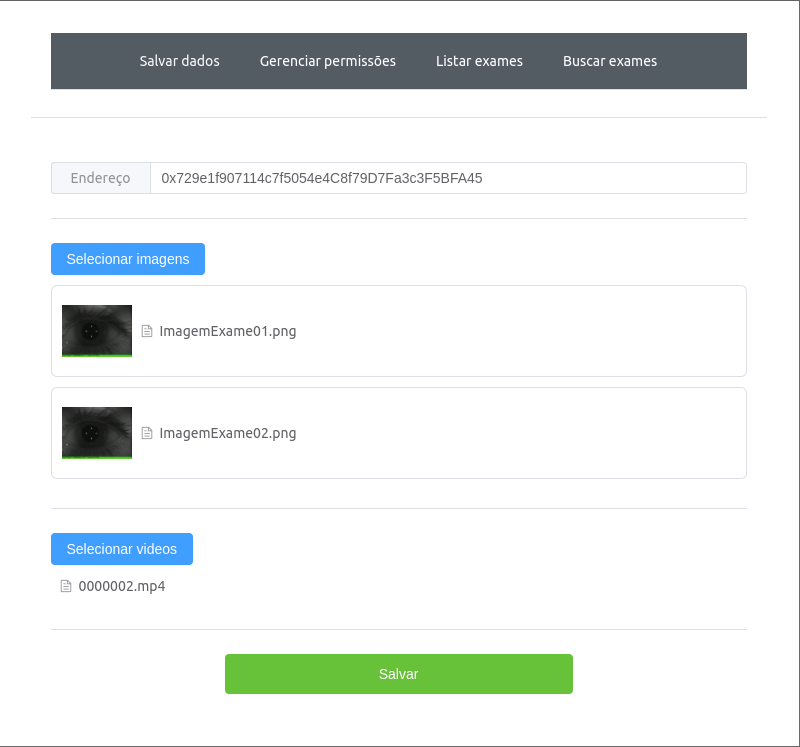 Salvar dados Gerenciar permissões Listar exames Buscar exames
Endereço 0x729e1f907114c7f5054e4C8f79D7Fa3c3F5BFA45
Selecionar imagens
ImagemExame01.png
ImagemExame02.png
Selecionar videos
0000002.mp4
Salvar